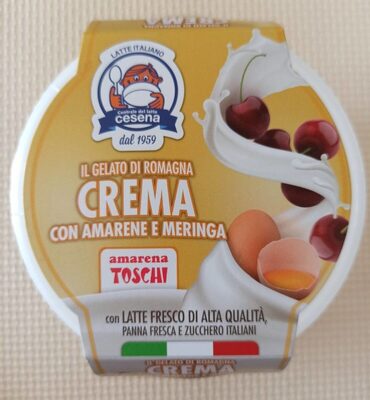 LATTE ITALIANO
Centrale del latte
cesena
dal 1959
IL GELATO DI ROMAGNA
CREMA
CON AMARENE E MERINGA
amarena
TOSCHI
con LATTE FRESCO DI ALTA QUALITÀ,
PANNA FRESCA E ZUCCHERO ITALIANI
IL GELATO DI ROMAGNA
CREMA